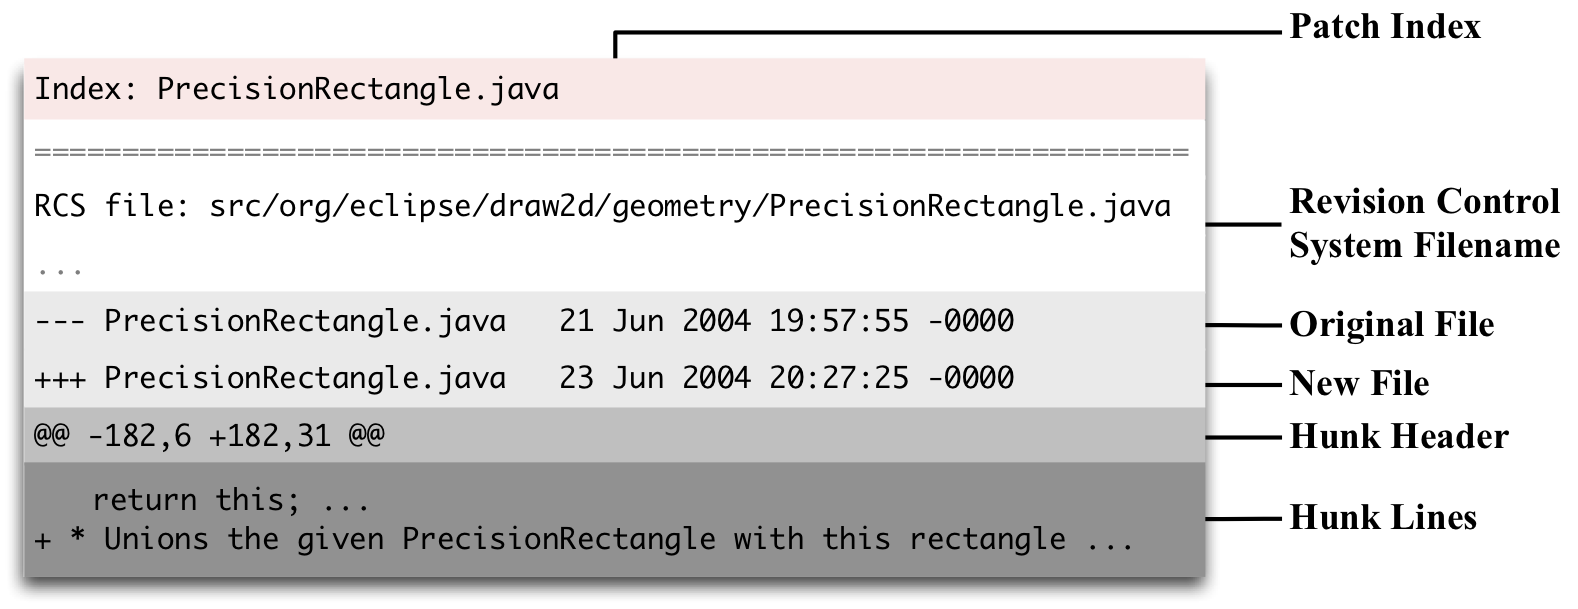 Patch Index
Index: PrecisionRectangle.java
==================================================================
RCS file: src/org/eclipse/draw2d/geometry/PrecisionRectangle.java
Revision Control
System Filename
...
--- PrecisionRectangle.java   21 Jun 2004 19:57:55 -0000
Original File
+++ PrecisionRectangle.java   23 Jun 2004 20:27:25 -0000
New File
@@ -182,6 +182,31 @@
Hunk Header
return this; ...
+ * Unions the given PrecisionRectangle with this rectangle ...
Hunk Lines